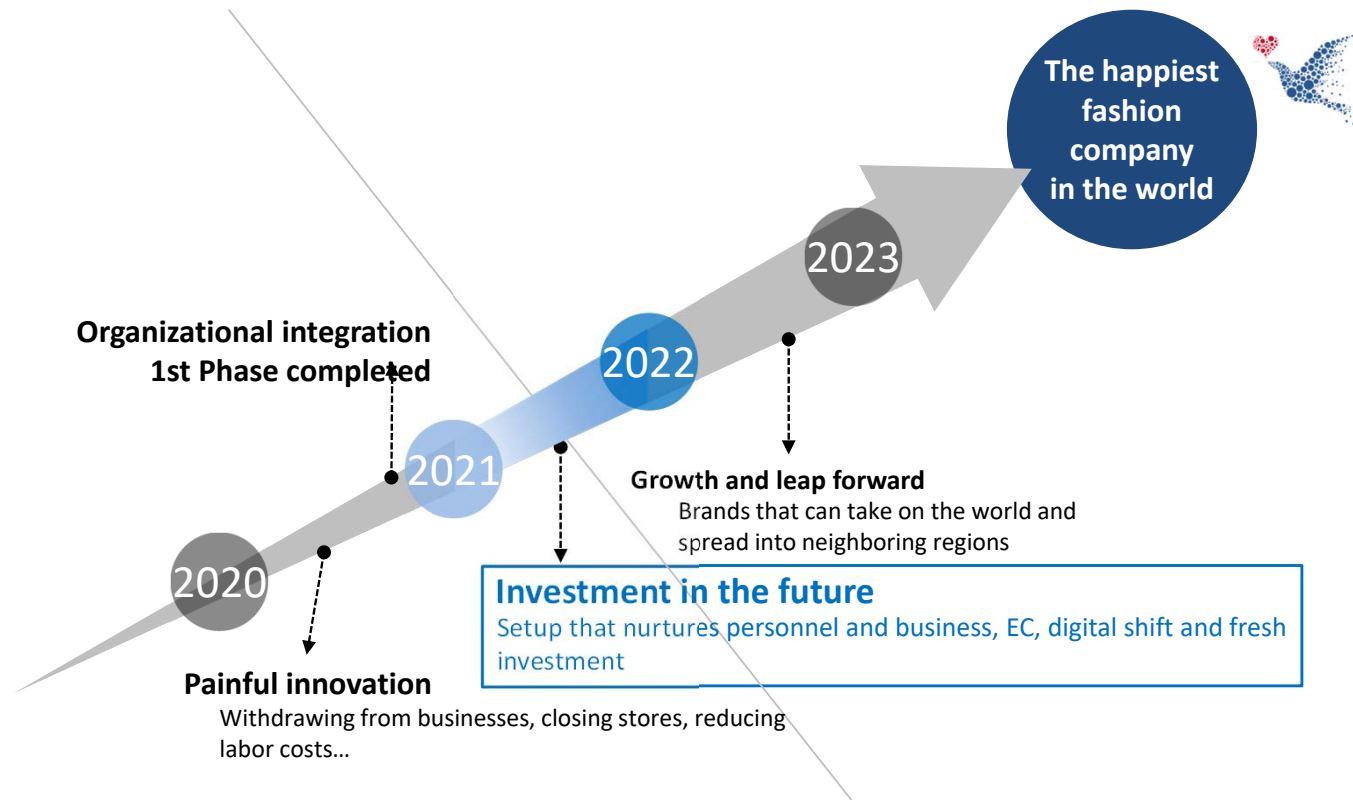 The happiest
fashion
company
in the world
2023
Organizational integration
1st Phase completed
2022
2021
Growth and leap forward
Brands that can take on the world and
spread into neighboring regions
2020
Investment in the future
Setup that nurtures personnel and business, EC, digital shift and fresh
investment
Painful innovation
Withdrawing from businesses, closing stores, reducing
labor costs…